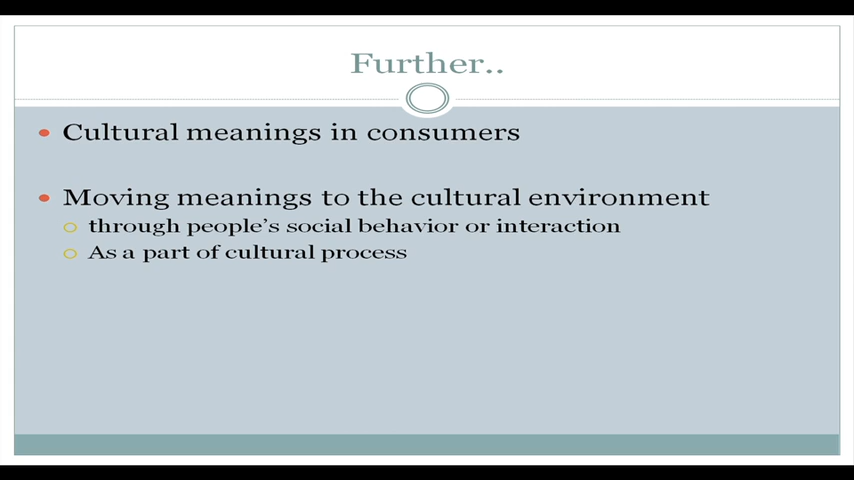 Further..
Cultural meanings in consumers
Moving meanings to the cultural environment
through people's social behavior or interaction
As a part of cultural process